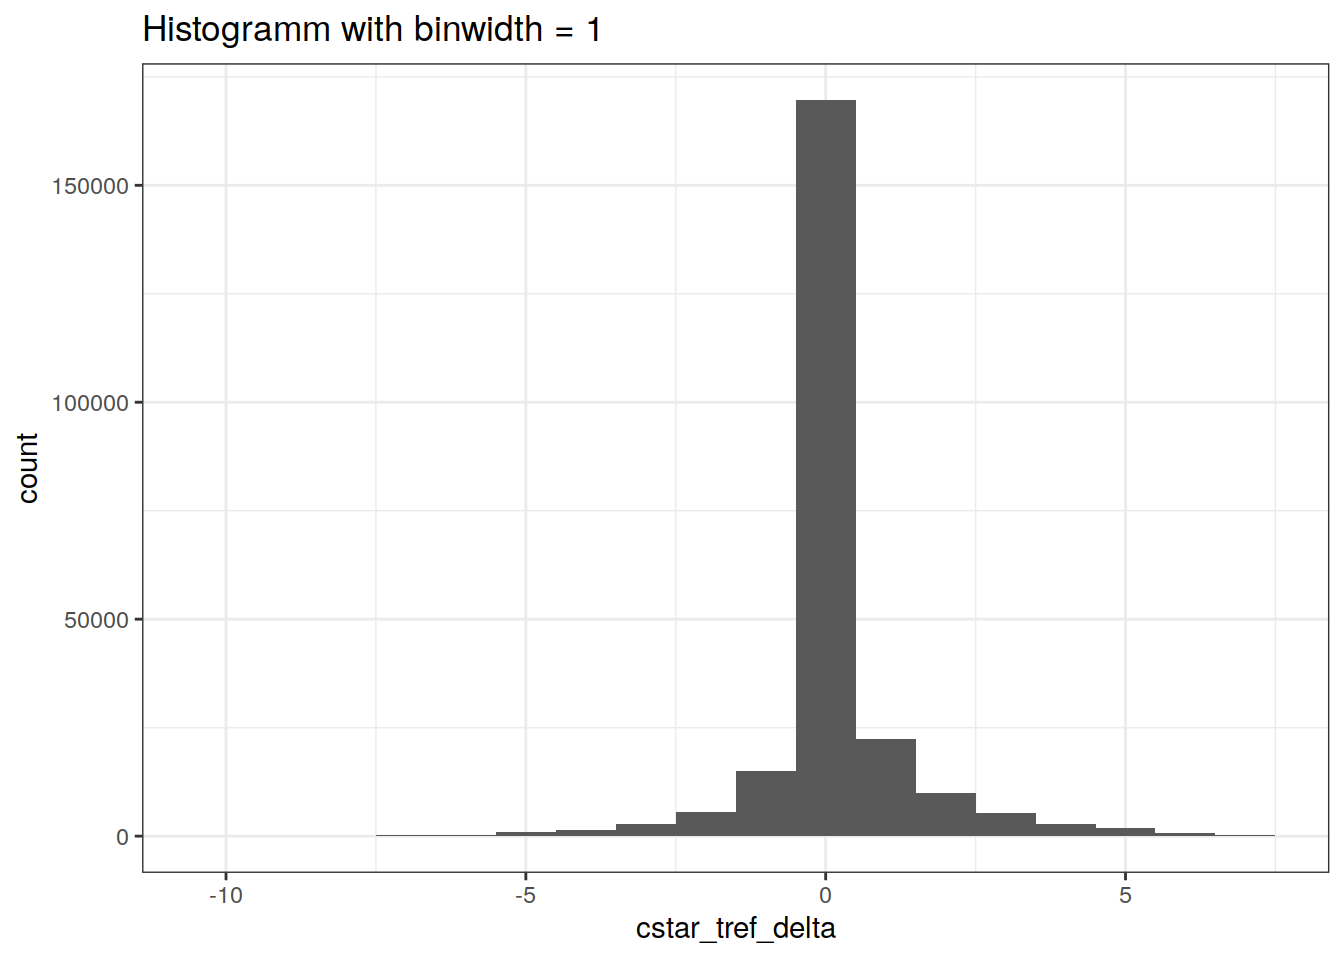 Histogramm with binwidth = 1
150000
100000
50000
0
count
-10
-5
0
5
cstar_tref_delta